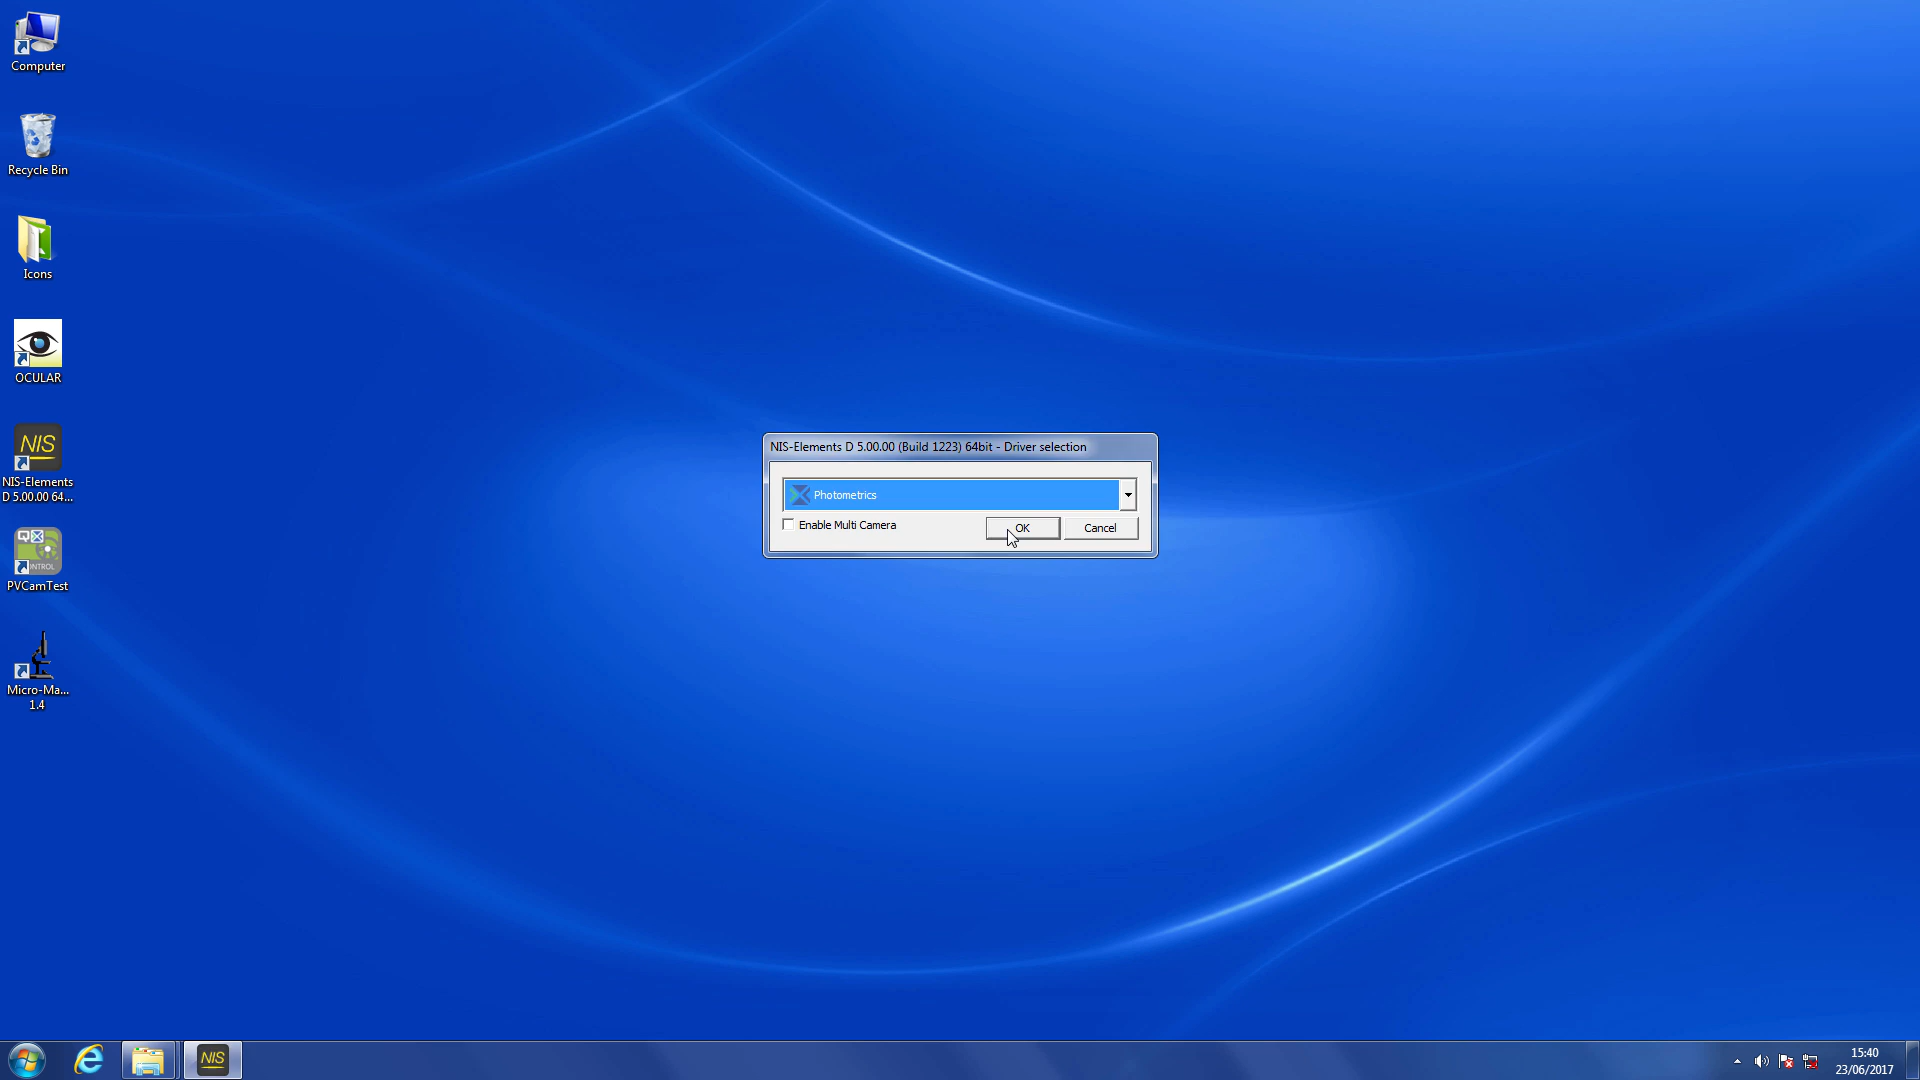 Computer
Recycle Bin
Icons
OCULAR
NIS
NIS-Elements
D 5.00.00 64...
QX
NTROL
PVCamTest
Micro-Ma...
1.4
NIS-Elements D 5.00.00 (Build 1223) 64bit - Driver selection
Photometrics
Enable Multi Camera
OK
Cancel
NIS
15:40
23/06/2017